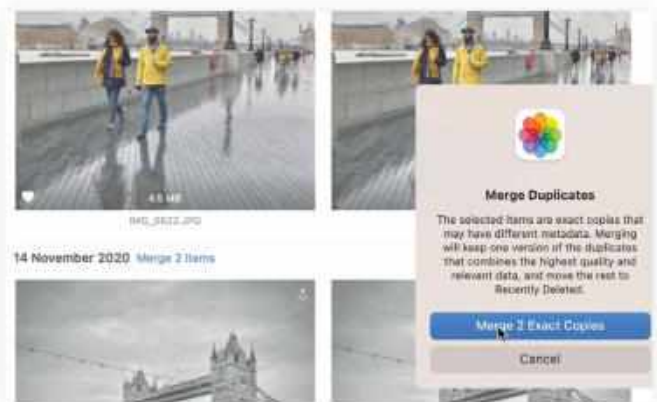 4.6 MB
IMG_0622.JPG
14 November 2020 Merge 2 Items
Merge Duplicates
The selected items are exact copies that
may have different metadata. Merging
will keep one version of the duplicates
that combines the highest quality and
relevant data, and move the rest to
Recently Deleted.
Merge 2 Exact Copies
Cancel